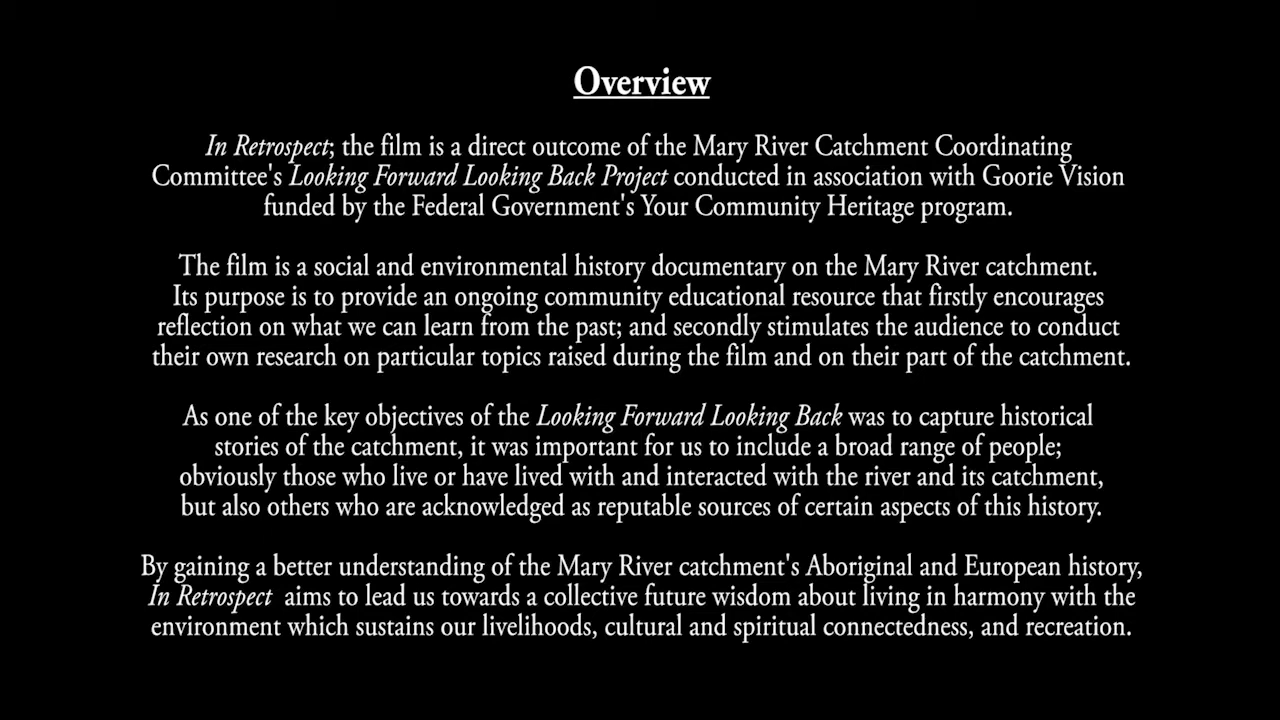 Overview
In Retrospect; the film is a direct outcome of the Mary River Catchment Coordinating
Committee's Looking Forward Looking Back Project conducted in association with Goorie Vision
funded by the Federal Government's Your Community Heritage program.
The film is a social and environmental history documentary on the Mary River catchment.
Its purpose is to provide an ongoing community educational resource that firstly encourages
reflection on what we can learn from the past; and secondly stimulates the audience to conduct
their own research on particular topics raised during the film and on their part of the catchment.
As one of the key objectives of the Looking Forward Looking Back was to capture historical
stories of the catchment, it was important for us to include a broad range of people;
obviously those who live or have lived with and interacted with the river and its catchment,
but also others who are acknowledged as reputable sources of certain aspects of this history.
By gaining a better understanding of the Mary River catchment's Aboriginal and European history,
In Retrospect aims to lead us towards a collective future wisdom about living in harmony with the
environment which sustains our livelihoods, cultural and spiritual connectedness, and recreation.